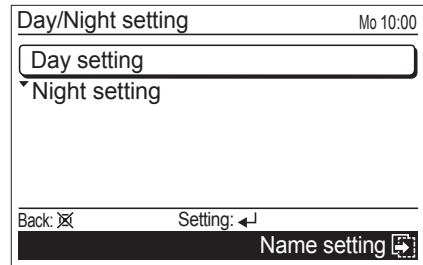 Day/Night setting Mo 10:00
Day setting
Night setting
Back: Setting:
Name setting